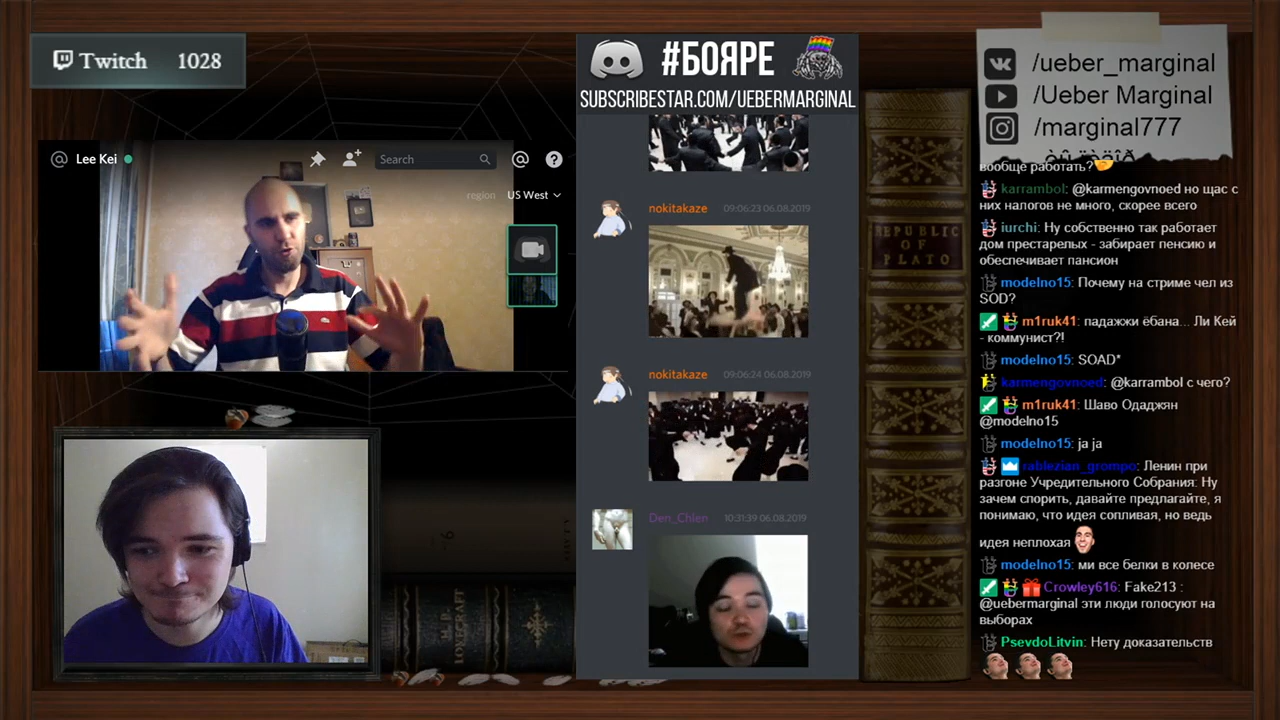 Twitch 1028
@ Lee Kei
Search
@ ?
region US West
#БОЯРЕ
SUBSCRIBESTAR.COM/UEBERMARGINAL
nokitakaze 09:06:23 06.08.2019
nokitakaze 09:06:24 06.08.2019
Den_Chlen 10:31:39 06.08.2019
REPUBLIC
OF
PLATO
LOVECRAFT
/ueber_marginal
/Ueber Marginal
/marginal777
вообще работать?
karrambol: @karmengovnoed но щас с
них налогов не много, скорее всего
iurchi: Ну собственно так работает
дом престарелых - забирает пенсию и
обеспечивает пансион
modelno15: Почему на стриме чел из
SOD?
m1ruk41: падажжи ёбана... Ли Кей
- коммунист?!
modelno15: SOAD*
karmengovnoed: @karrambol с чего?
m1ruk41: Шаво Одаджян
@modelno15
modelno15: ja ja
rablezian_grompo: Ленин при
разгоне Учредительного Собрания: Ну
зачем спорить, давайте предлагайте, я
понимаю, что идея сопливая, но ведь
идея неплохая
modelno15: ми все белки в колесе
Crowley616: Fake213 :
@uebermarginal эти люди голосуют на
выборах
PsevdoLitvin: Нету доказательств